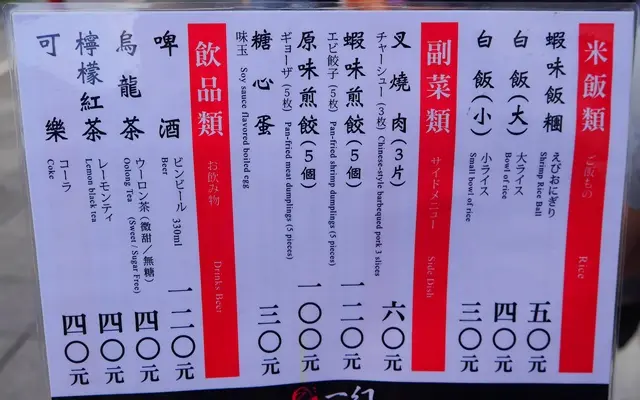 米飯類 ご飯もの Rice
蝦味飯糰 えびおにぎり Shrimp Rice Ball 五〇元
白飯(大) 大ライス Bowl of rice 四〇元
白飯(小) 小ライス Small bowl of rice 三〇元
副菜類 サイドメニュー Side Dish
叉燒肉(3片) チャーシュー(3枚) Chinese-style barbequed pork 3 slices 六〇元
蝦味煎餃(5個) エビ餃子(5枚) Pan-fried shrimp dumplings (5 pieces) 一二〇元
原味煎餃(5個) ギョーザ(5枚) Pan-fried meat dumplings (5 pieces) 一〇〇元
糖心蛋 味玉 Soy sauce flavored boiled egg 三〇元
飲品類 お飲み物 Drinks Beer
啤酒 ビンビール 330ml Beer 一二〇元
烏龍茶 ウーロン茶(微甜/無糖) Oolong Tea (Sweet / Sugar Free) 四〇元
檸檬紅茶 レーモンティ Lemon black tea 四〇元
可樂 コーラ Coke 四〇元
一幻